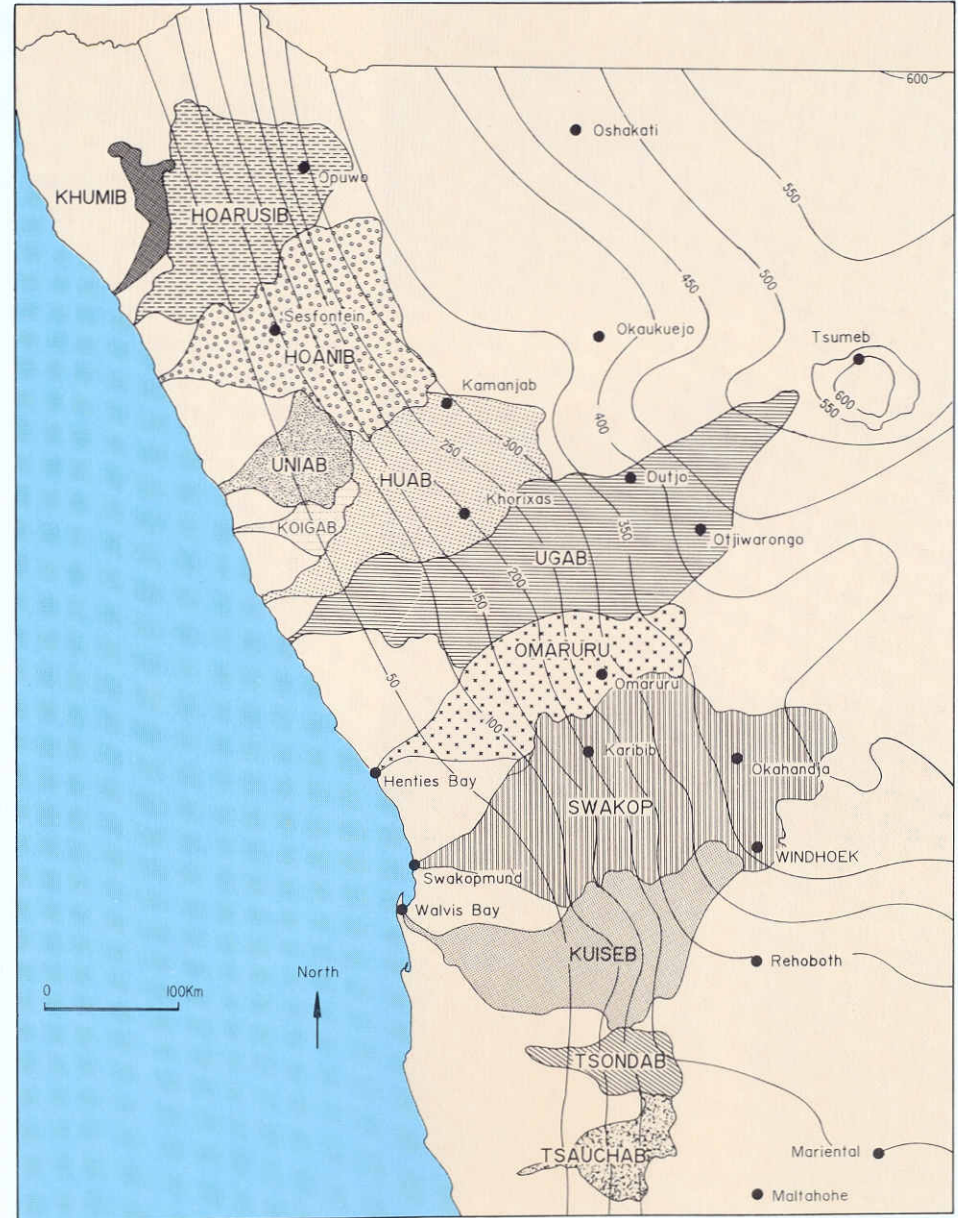 600
Oshakati
Opuwo
KHUMIB
550
HOARUSIB
450
500
Sesfontein
Okaukuejo
Tsumeb
HOANIB
Kamanjab
550
600
400
250
300
UNIAB
HUAB
Dutjo
Khorixas
KOIGAB
350
Otjiwarongo
UGAB
200
150
OMARURU
50
Omaruru
100
Karibib
Okahandja
Henties Bay
SWAKOP
WINDHOEK
Swakopmund
Walvis Bay
KUISEB
Rehoboth
North
0 100Km
TSONDAB
TSAUCHAB
Mariental
Maltahohe